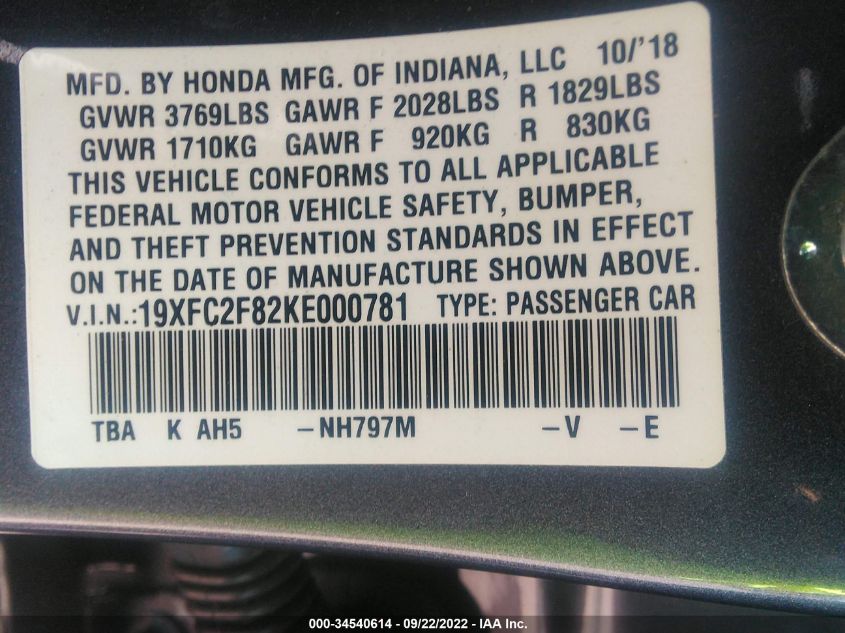 MFD. BY HONDA MFG. OF INDIANA, LLC 10/'18
GVWR 3769LBS GAWR F 2028LBS R 1829LBS
GVWR 1710KG GAWR F 920KG R 830KG
THIS VEHICLE CONFORMS TO ALL APPLICABLE
FEDERAL MOTOR VEHICLE SAFETY, BUMPER,
AND THEFT PREVENTION STANDARDS IN EFFECT
ON THE DATE OF MANUFACTURE SHOWN ABOVE.
V.I.N.:19XFC2F82KE000781 TYPE: PASSENGER CAR
TBA K AH5 -NH797M -V -E
000-34540614 - 09/22/2022 - IAA Inc.